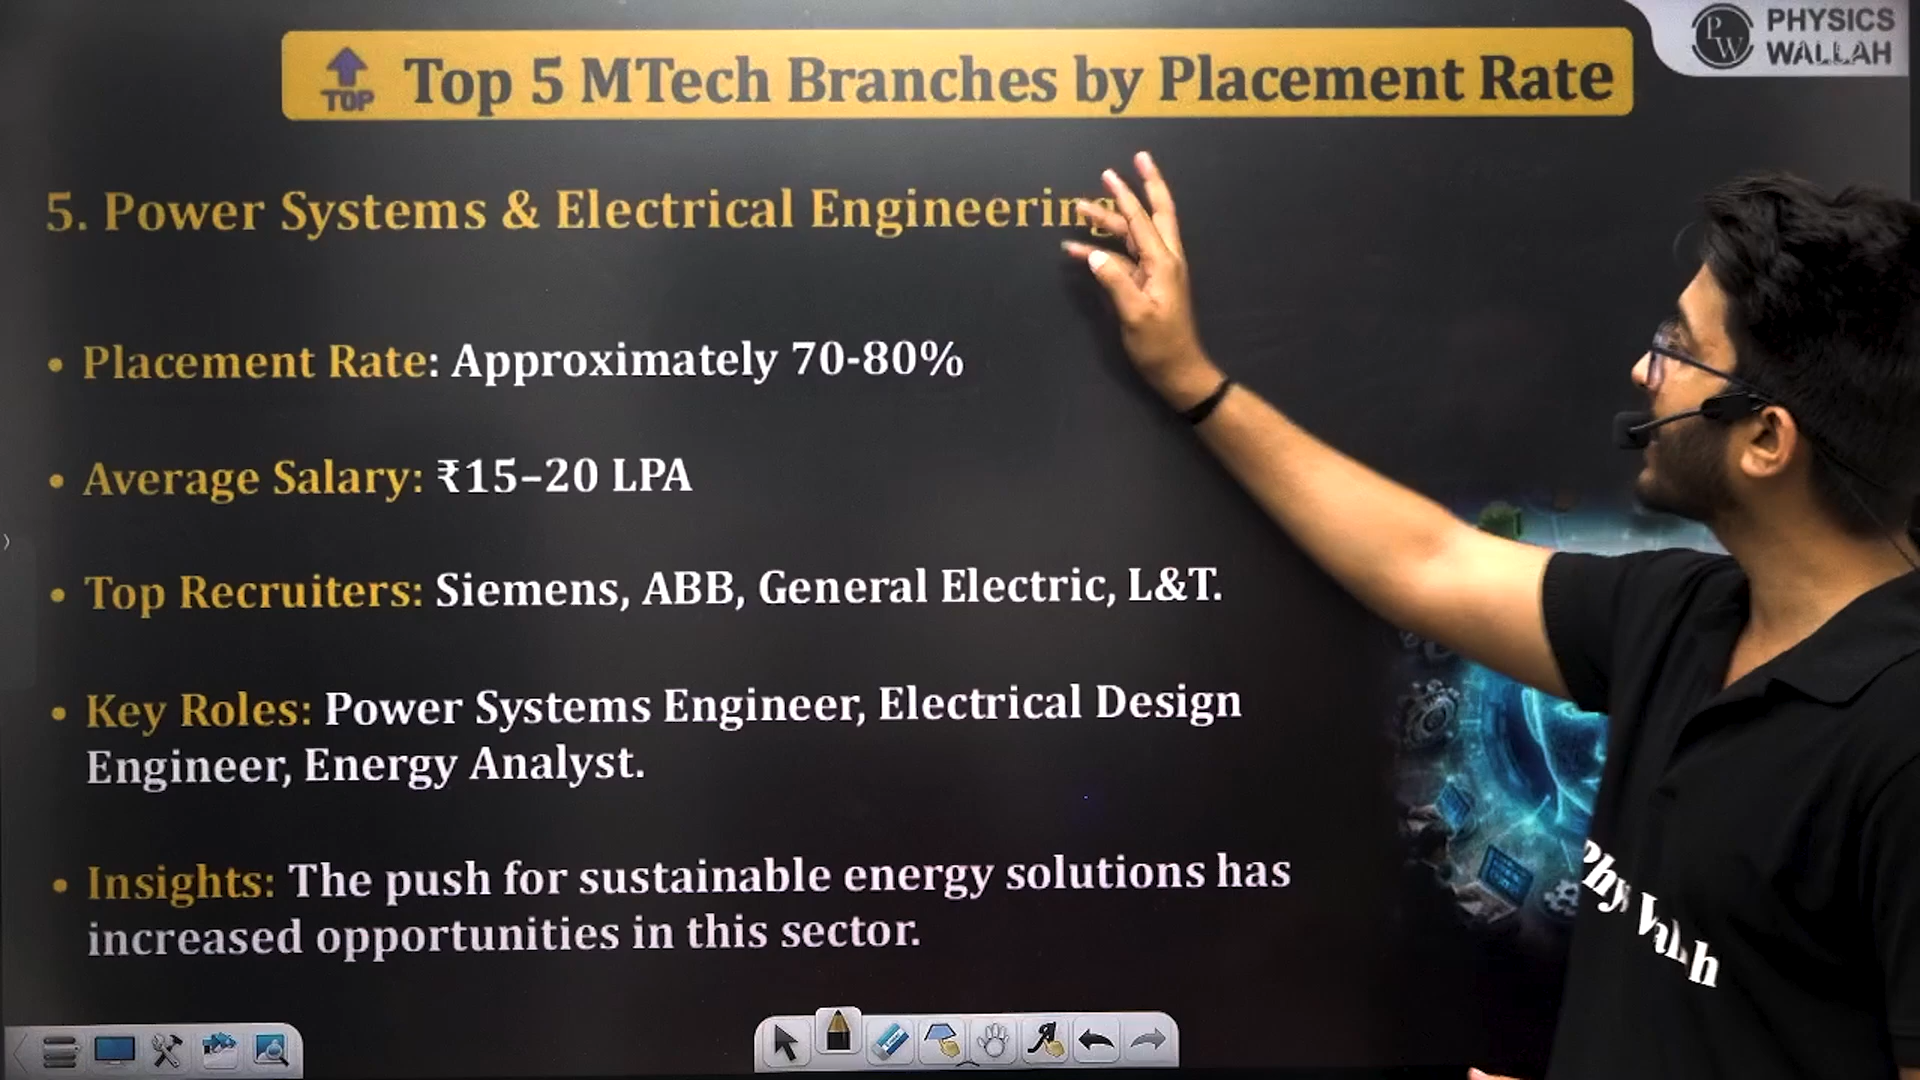 PHYSICS
WALLAH
PW
TOP
Top 5 MTech Branches by Placement Rate
5. Power Systems & Electrical Engineering
• Placement Rate: Approximately 70-80%
• Average Salary: ₹15–20 LPA
• Top Recruiters: Siemens, ABB, General Electric, L&T.
• Key Roles: Power Systems Engineer, Electrical Design
Engineer, Energy Analyst.
• Insights: The push for sustainable energy solutions has
increased opportunities in this sector.